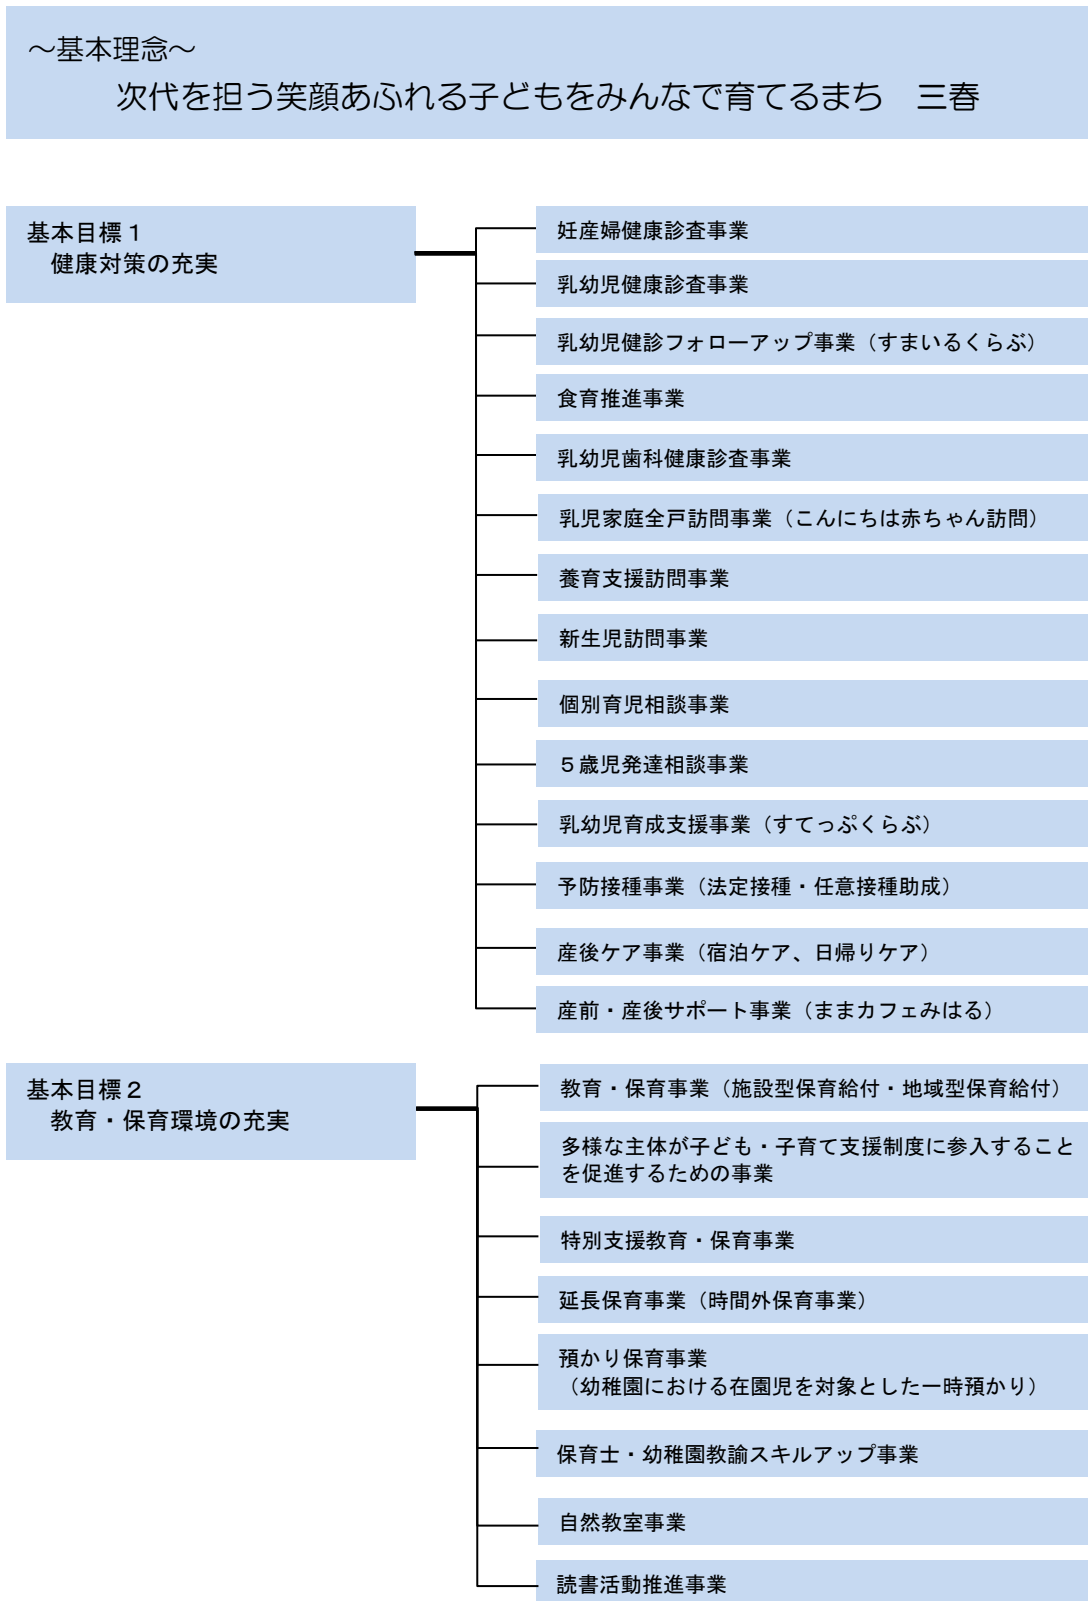 ～基本理念～
次代を担う笑顔あふれる子どもをみんなで育てるまち　三春
基本目標１
健康対策の充実
妊産婦健康診査事業
乳幼児健康診査事業
乳幼児健診フォローアップ事業（すまいるくらぶ）
食育推進事業
乳幼児歯科健康診査事業
乳児家庭全戸訪問事業（こんにちは赤ちゃん訪問）
養育支援訪問事業
新生児訪問事業
個別育児相談事業
５歳児発達相談事業
乳幼児育成支援事業（すてっぷくらぶ）
予防接種事業（法定接種・任意接種助成）
産後ケア事業（宿泊ケア、日帰りケア）
産前・産後サポート事業（ままカフェみはる）
基本目標２
教育・保育環境の充実
教育・保育事業（施設型保育給付・地域型保育給付）
多様な主体が子ども・子育て支援制度に参入すること
を促進するための事業
特別支援教育・保育事業
延長保育事業（時間外保育事業）
預かり保育事業
（幼稚園における在園児を対象とした一時預かり）
保育士・幼稚園教諭スキルアップ事業
自然教室事業
読書活動推進事業